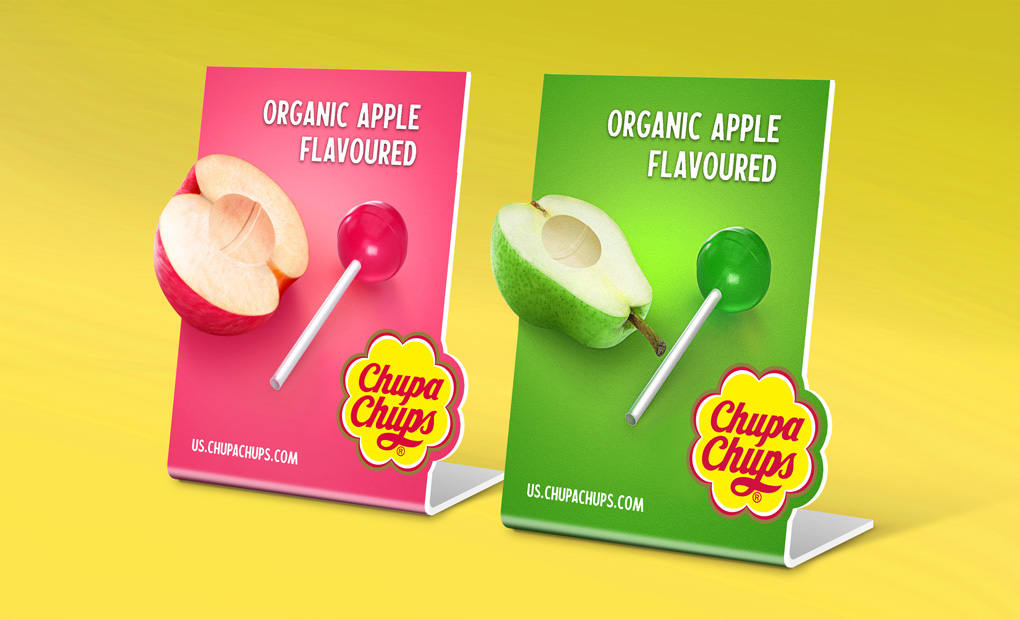 ORGANIC APPLE
FLAVOURED
Chupa
Chups
®
US.CHUPACHUPS.COM
ORGANIC APPLE
FLAVOURED
Chupa
Chups
®
US.CHUPACHUPS.COM